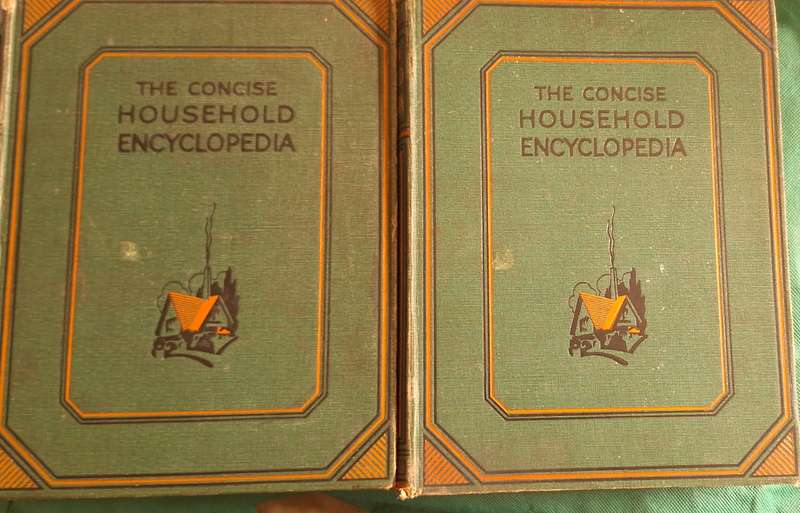 THE CONCISE
HOUSEHOLD
ENCYCLOPEDIA
THE CONCISE
HOUSEHOLD
ENCYCLOPEDIA